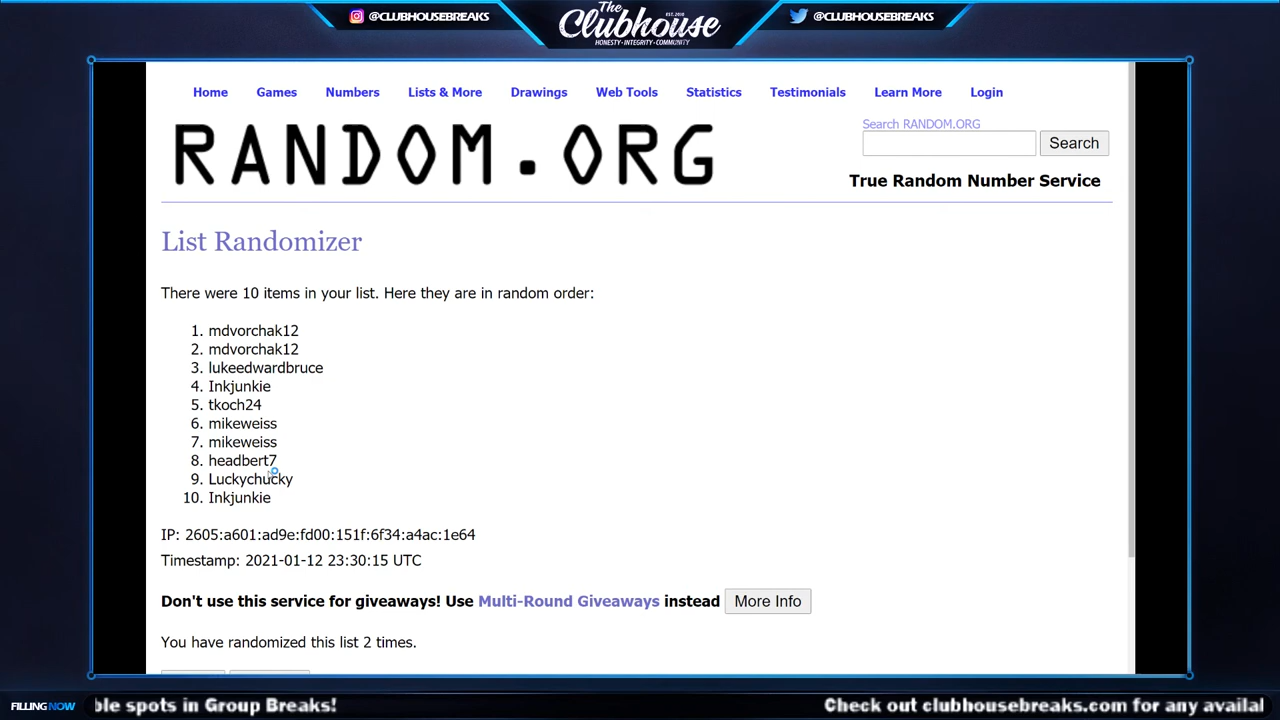 @CLUBHOUSEBREAKS
The
EST. 2018
Clubhouse
HONESTY • INTEGRITY • COMMUNITY
@CLUBHOUSEBREAKS
Home Games Numbers Lists & More Drawings Web Tools Statistics Testimonials Learn More Login
RANDOM.ORG
Search RANDOM.ORG
Search
True Random Number Service
List Randomizer
There were 10 items in your list. Here they are in random order:
1. mdvorchak12
2. mdvorchak12
3. lukeedwardbruce
4. Inkjunkie
5. tkoch24
6. mikeweiss
7. mikeweiss
8. headbert7
9. Luckychucky
10. Inkjunkie
IP: 2605:a601:ad9e:fd00:151f:6f34:a4ac:1e64
Timestamp: 2021-01-12 23:30:15 UTC
Don't use this service for giveaways! Use Multi-Round Giveaways instead More Info
You have randomized this list 2 times.
FILLING NOW ble spots in Group Breaks! Check out clubhousebreaks.com for any availal